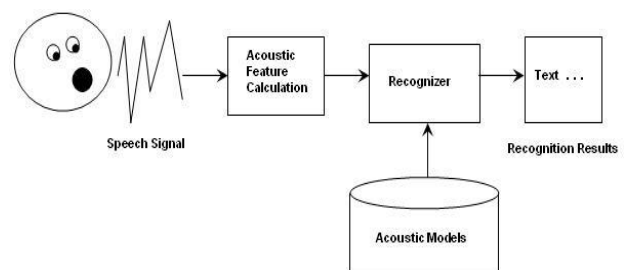 Acoustic
Feature
Calculation
Recognizer
Text ...
Speech Signal
Recognition Results
Acoustic Models